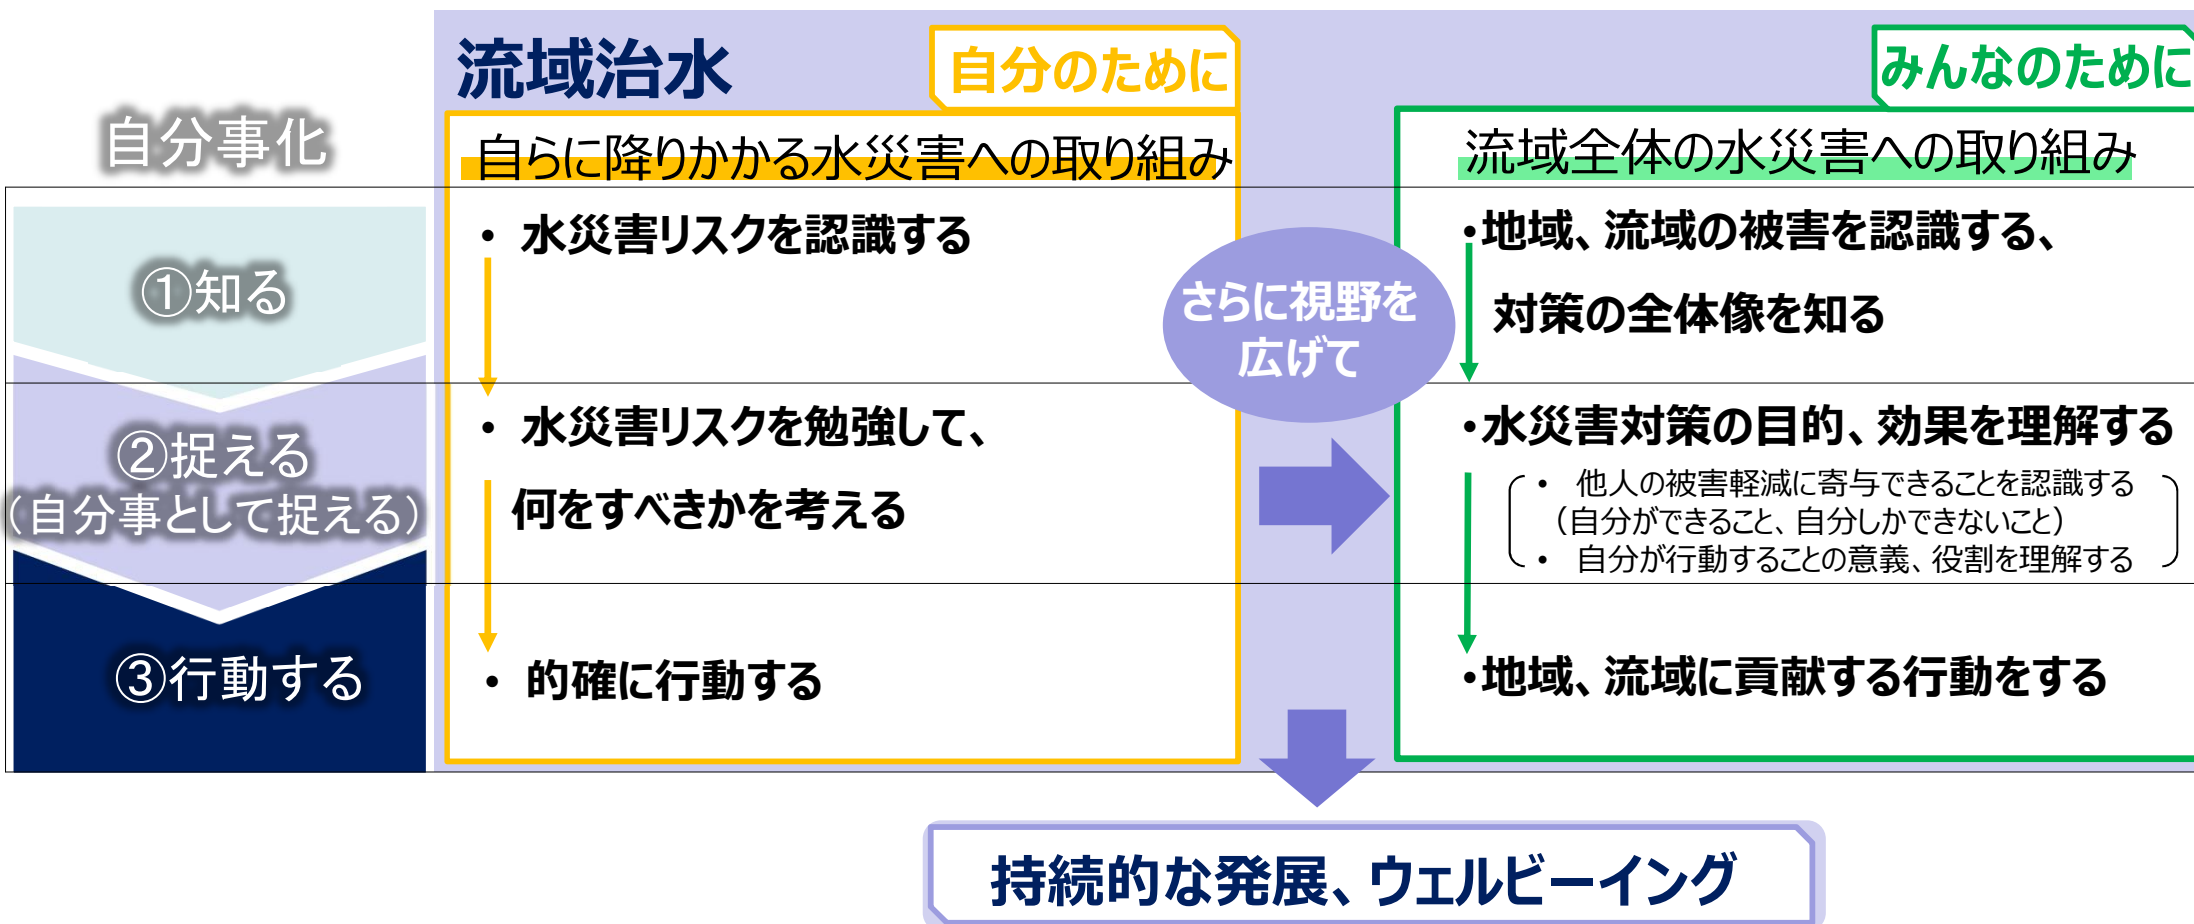 流域治水
自分のために
みんなのために
自分事化
自らに降りかかる水災害への取り組み
流域全体の水災害への取り組み
①知る
・ 水災害リスクを認識する
さらに視野を
広げて
・地域、流域の被害を認識する、
対策の全体像を知る
②捉える
（自分事として捉える）
・ 水災害リスクを勉強して、
何をすべきかを考える
・水災害対策の目的、効果を理解する
・ 他人の被害軽減に寄与できることを認識する
（自分ができること、自分しかできないこと）
・ 自分が行動することの意義、役割を理解する
③行動する
・ 的確に行動する
・地域、流域に貢献する行動をする
持続的な発展、ウェルビーイング